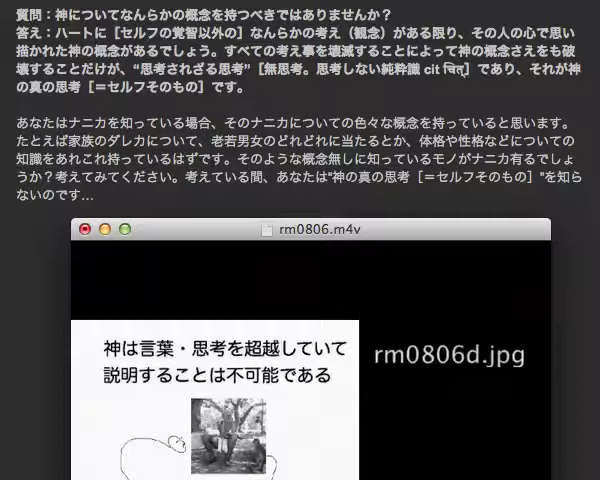 質問：神についてなんらかの概念を持つべきではありませんか？
答え：ハートに［セルフの覚智以外の］なんらかの考え（観念）がある限り、その人の心で思い
描かれた神の概念があるでしょう。すべての考え事を壊滅することによって神の概念さえをも破
壊することだけが、“思考されざる思考”［無思考。思考しない純粋識 cit चित्］であり、それが神
の真の思考［＝セルフそのもの］です。
あなたはナニカを知っている場合、そのナニカについての色々な概念を持っていると思います。
たとえば家族のダレカについて、老若男女のどれどれに当たるとか、体格や性格などについての
知識をあれこれ持っているはずです。そのような概念無しに知っているモノがナニカ有るでしょ
うか？考えてみてください。考えている間、あなたは“神の真の思考［＝セルフそのもの］”を知ら
ないのです…
rm0806.m4v
神は言葉・思考を超越していて
説明することは不可能である
rm0806d.jpg